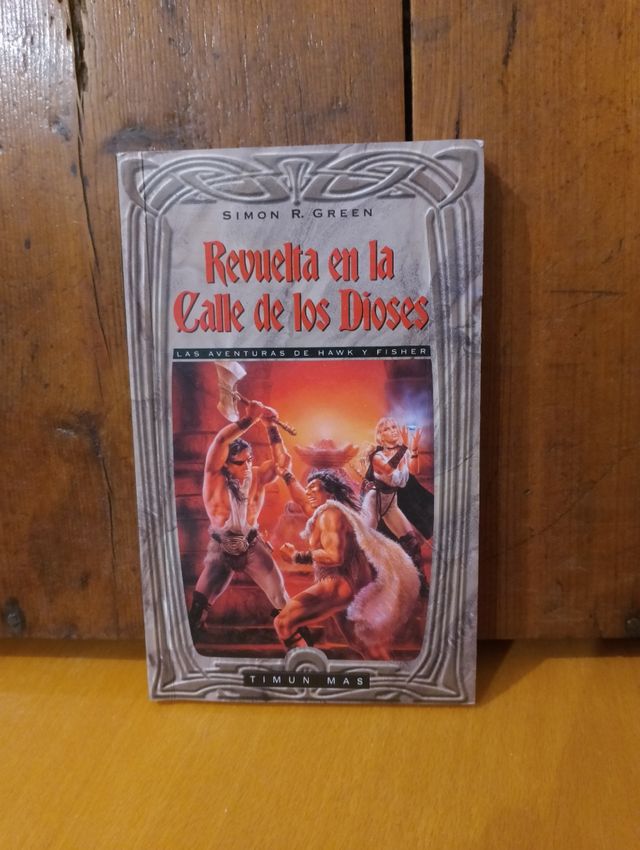 SIMON R. GREEN
Revuelta en la
Calle de los Dioses
LAS AVENTURAS DE HAWK Y FISHER
TIMUN MAS